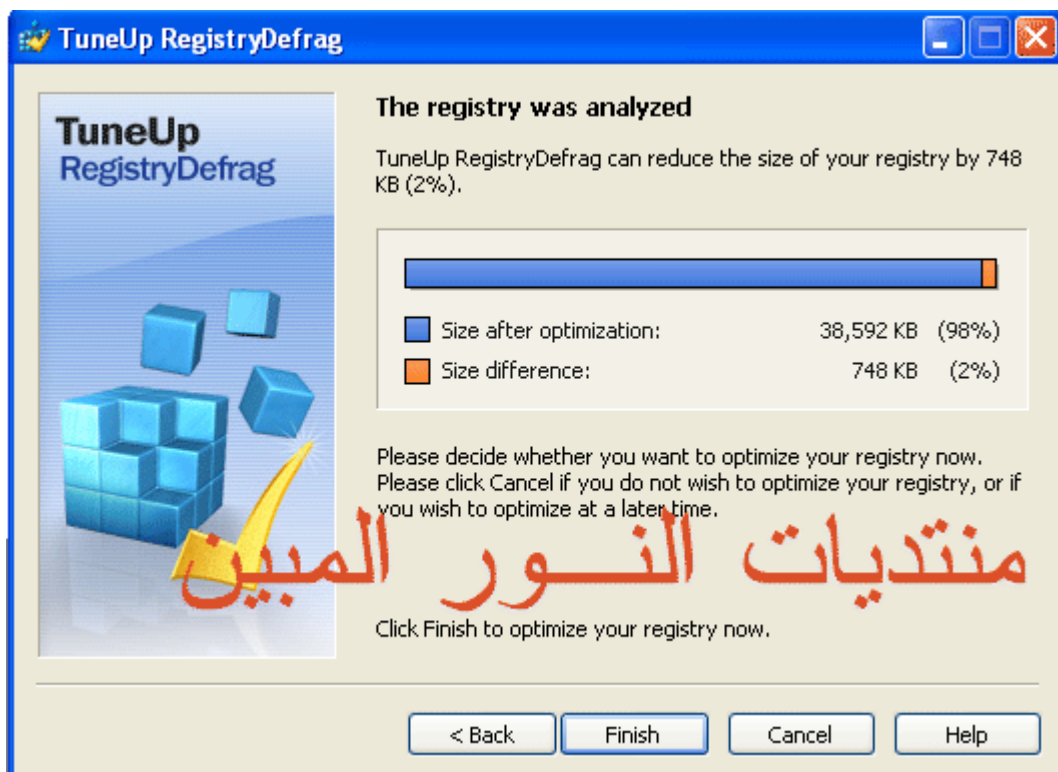 TuneUp RegistryDefrag
TuneUp
RegistryDefrag
The registry was analyzed
TuneUp RegistryDefrag can reduce the size of your registry by 748
KB (2%).
Size after optimization: 38,592 KB (98%)
Size difference: 748 KB (2%)
Please decide whether you want to optimize your registry now.
Please click Cancel if you do not wish to optimize your registry, or if
you wish to optimize at a later time.
منتديات النـــور المبين
Click Finish to optimize your registry now.
< Back Finish Cancel Help